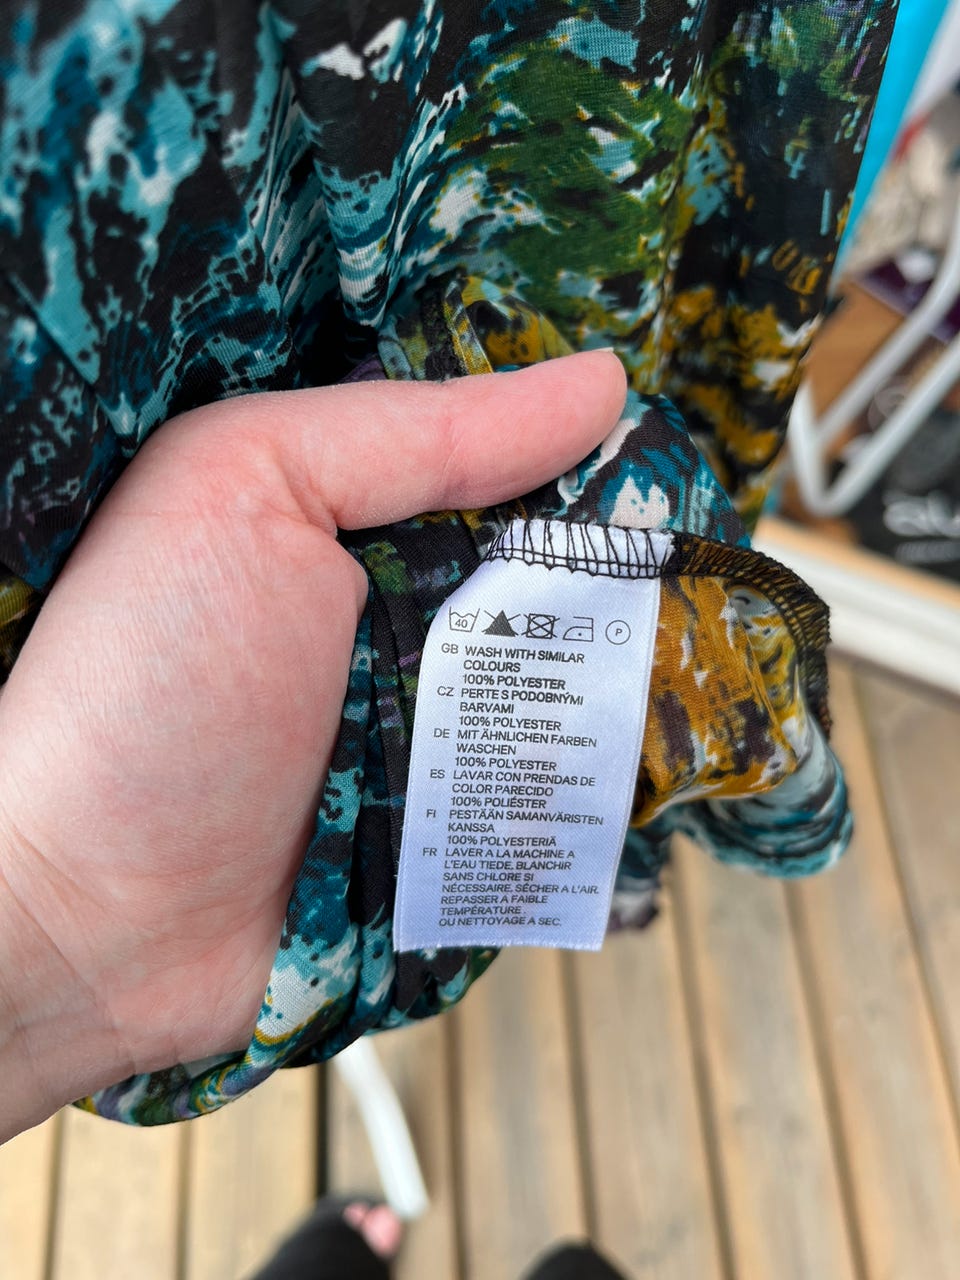 40 P
GB WASH WITH SIMILAR
COLOURS
100% POLYESTER
CZ PERTE S PODOBNÝMI
BARVAMI
100% POLYESTER
DE MIT ÄHNLICHEN FARBEN
WASCHEN
100% POLYESTER
ES LAVAR CON PRENDAS DE
COLOR PARECIDO
100% POLIÉSTER
FI PESTÄÄN SAMANVÄRISTEN
KANSSA
100% POLYESTERIÄ
FR LAVER A LA MACHINE A
L'EAU TIEDE, BLANCHIR
SANS CHLORE SI
NÉCESSAIRE, SÉCHER A L'AIR.
REPASSER A FAIBLE
TEMPÉRATURE.
OU NETTOYAGE A SEC.